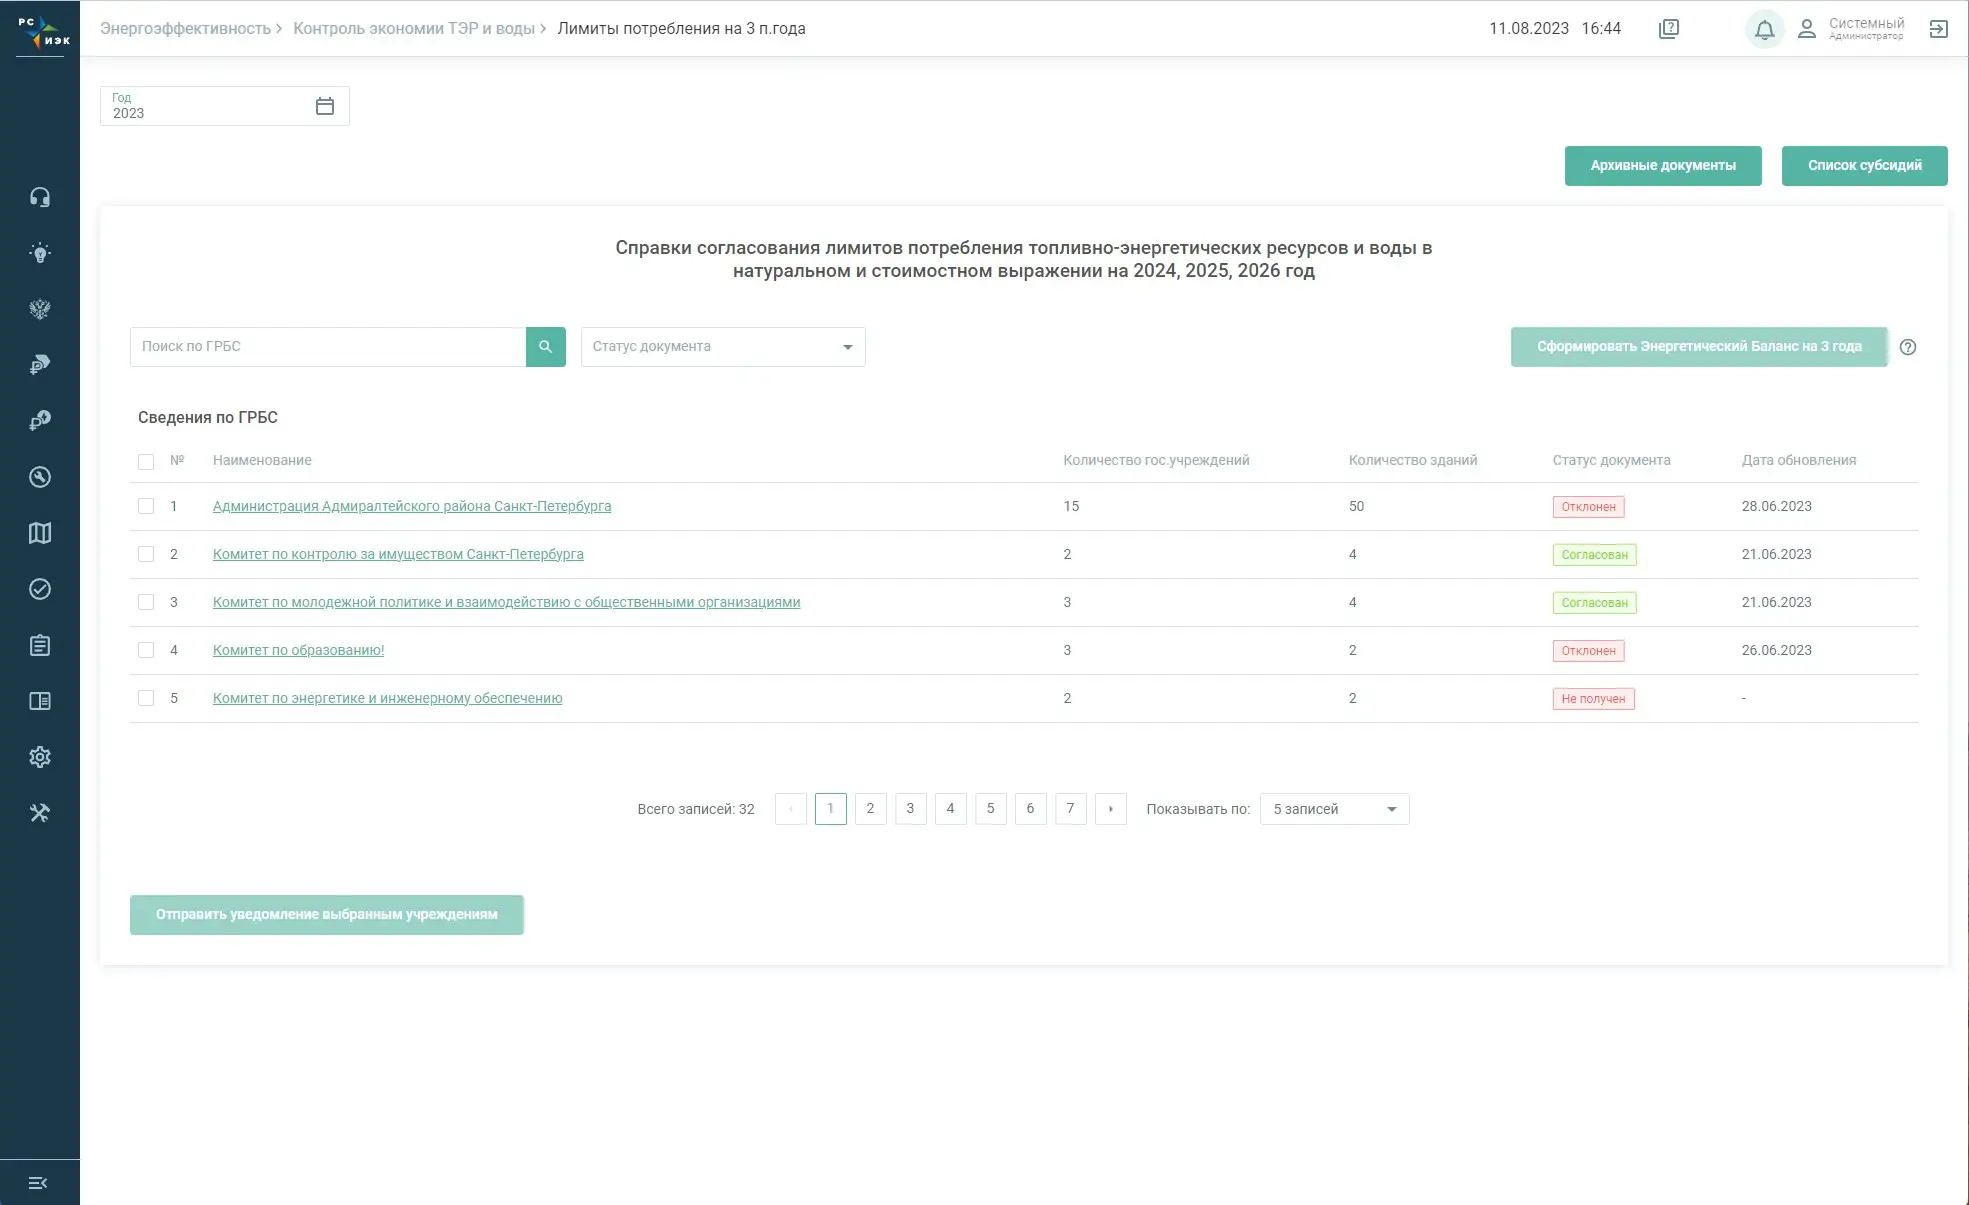 РС
ИЭК
Энергоэффективность > Контроль экономии ТЭР и воды > Лимиты потребления на 3 п.года
11.08.2023 16:44
Системный
Администратор
Год
2023
Архивные документы
Список субсидий
Справки согласования лимитов потребления топливно-энергетических ресурсов и воды в
натуральном и стоимостном выражении на 2024, 2025, 2026 год
Поиск по ГРБС
Статус документа
Сформировать Энергетический Баланс на 3 года
Сведения по ГРБС
№ Наименование Количество гос.учреждений Количество зданий Статус документа Дата обновления
1 Администрация Адмиралтейского района Санкт-Петербурга 15 50 Отклонен 28.06.2023
2 Комитет по контролю за имуществом Санкт-Петербурга 2 4 Согласован 21.06.2023
3 Комитет по молодежной политике и взаимодействию с общественными организациями 3 4 Согласован 21.06.2023
4 Комитет по образованию! 3 2 Отклонен 26.06.2023
5 Комитет по энергетике и инженерному обеспечению 2 2 Не получен -
Всего записей: 32 1 2 3 4 5 6 7 Показывать по: 5 записей
Отправить уведомление выбранным учреждениям